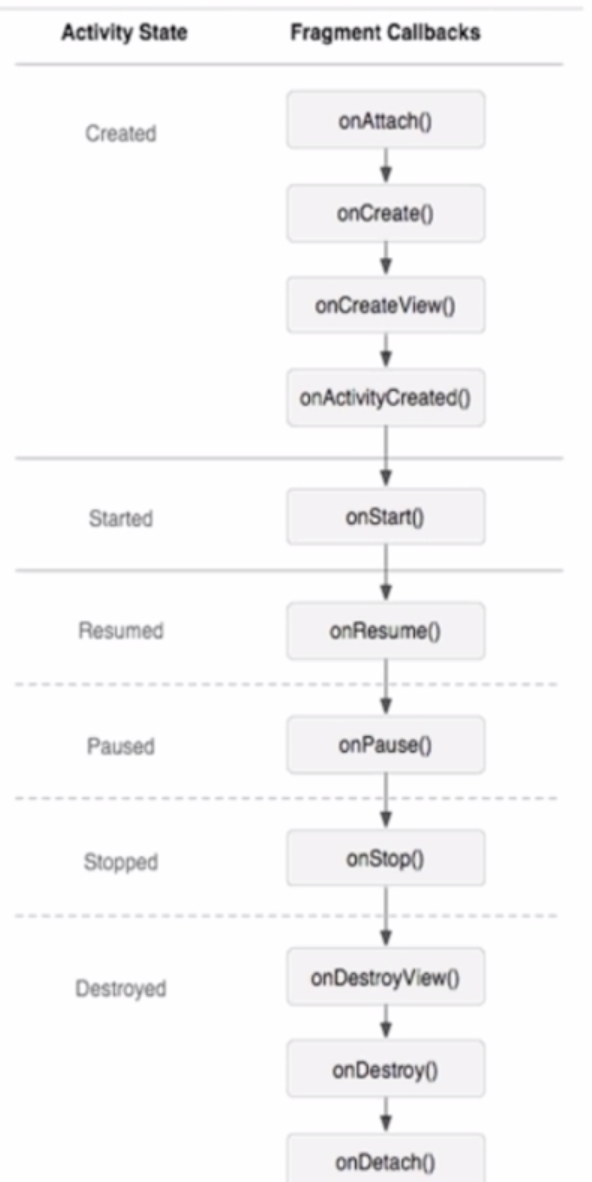 Activity State Fragment Callbacks
Created
onAttach()
onCreate()
onCreateView()
onActivityCreated()
Started onStart()
Resumed onResume()
Paused onPause()
Stopped onStop()
Destroyed onDestroyView()
onDestroy()
onDetach()